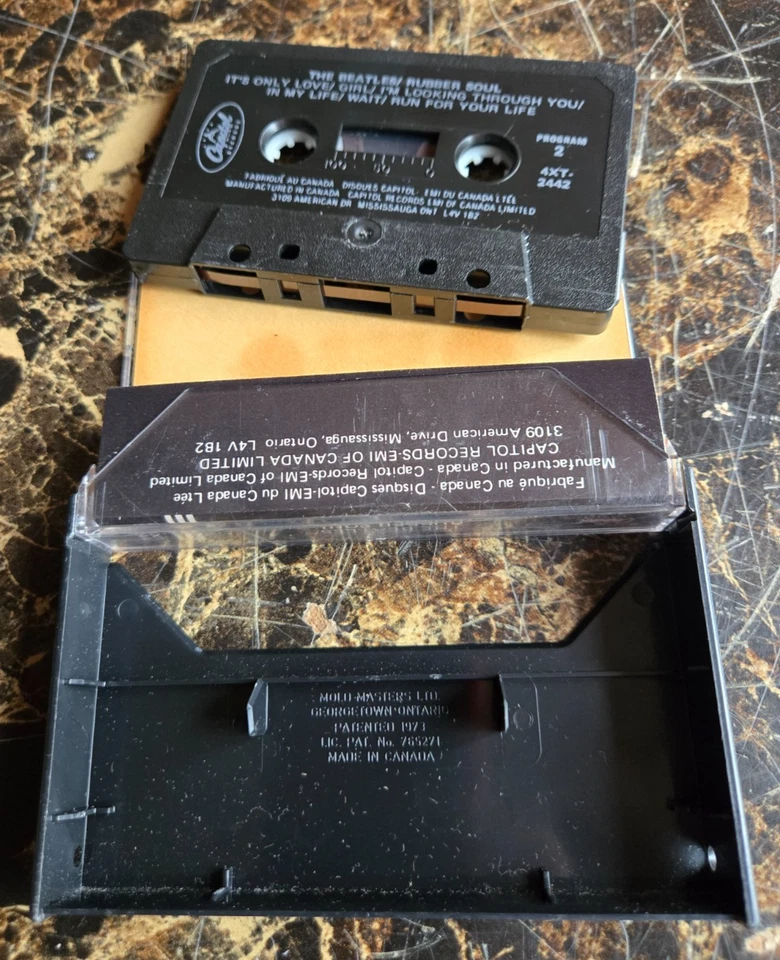 THE BEATLES/ RUBBER SOUL
IT'S ONLY LOVE/ GIRL/ I'M LOOKING THROUGH YOU/
IN MY LIFE/ WAIT/ RUN FOR YOUR LIFE
Capitol
RECORDS
PROGRAM
2
4XT-
2442
100 50 0
FABRIQUÉ AU CANADA DISQUES CAPITOL - EMI DU CANADA LTÉE
MANUFACTURED IN CANADA CAPITOL RECORDS EMI OF CANADA LIMITED
3109 AMERICAN DR MISSISSAUGA ONT L4V 1B2
Fabriqué au Canada - Disques Capitol-EMI du Canada Ltée
Manufactured in Canada - Capitol Records-EMI of Canada Limited
CAPITOL RECORDS-EMI OF CANADA LIMITED
3109 American Drive, Mississauga, Ontario L4V 1B2
MOLD-MASTERS LTD.
GEORGETOWN·ONTARIO
PATENTED 1973
LIC. PAT. No. 765271
MADE IN CANADA